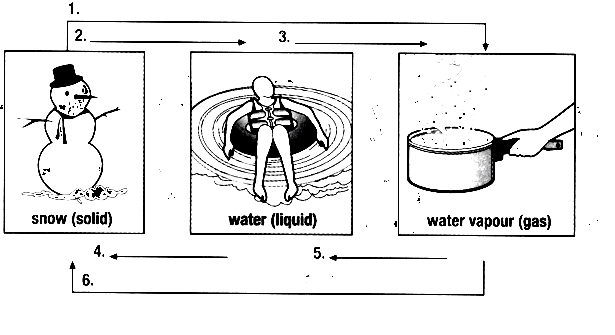 1.
2. 3.
snow (solid) water (liquid) water vapour (gas)
4. 5.
6.